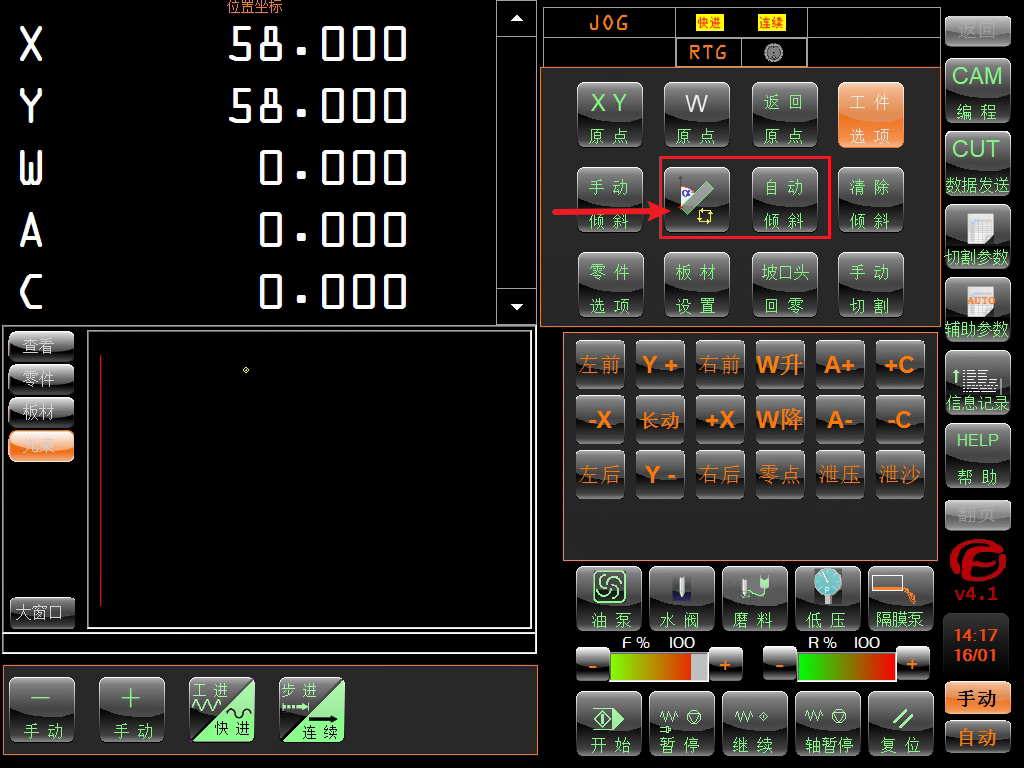 位置坐标
X 58.000
Y 58.000
W 0.000
A 0.000
C 0.000
JOG 快进 连续
RTG
XY
原点
W
原点
返回
原点
工件
选项
手动
倾斜
α
自动
倾斜
清除
倾斜
零件
选项
板材
设置
坡口头
回零
手动
切割
返回
CAM
编程
CUT
数据发送
切割参数
AUTO
辅助参数
信息记录
HELP
帮助
翻页
v4.1
14:17
16/01
手动
自动
查看
零件
板材
光束
大窗口
左前 Y+ 右前 W升 A+ +C
-X 长动 +X W降 A- -C
左后 Y- 右后 零点 泄压 泄沙
油泵 水阀 磨料 低压 隔膜泵
F% 100 R% 100
- + - +
手动
手动
工进
快进
步进
连续
开始 暂停 继续 轴暂停 复位